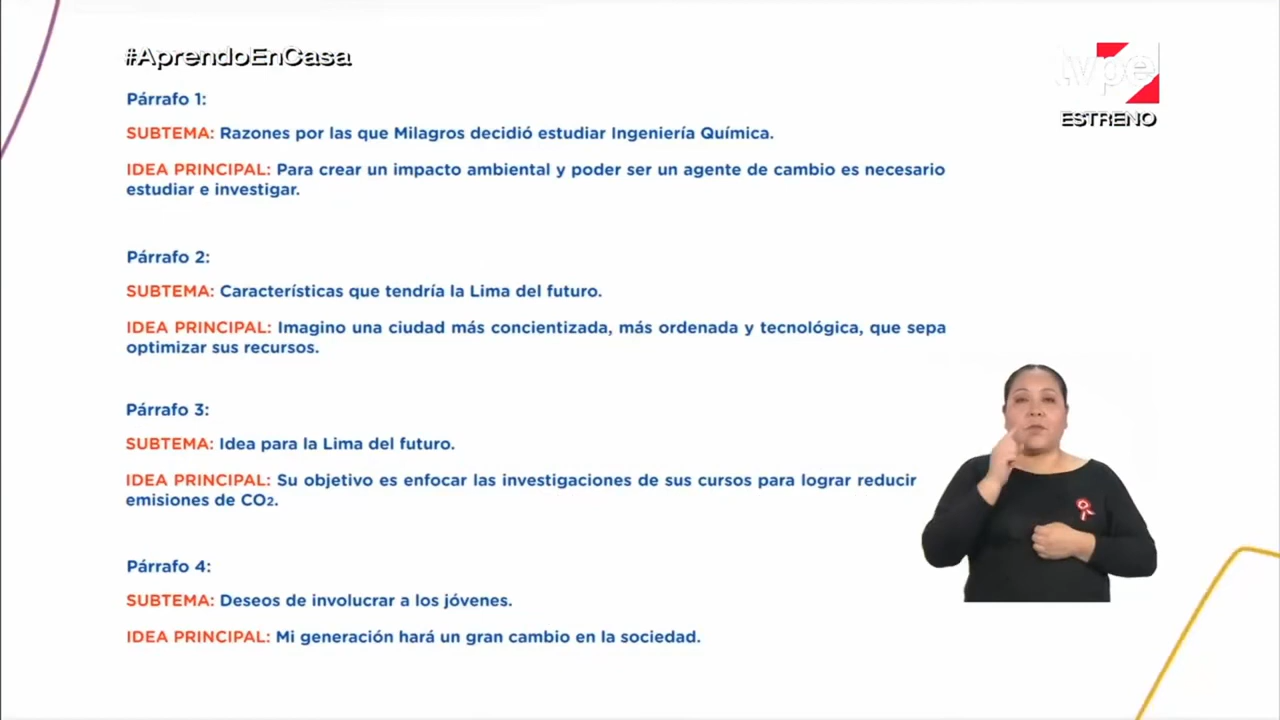 #AprendoEnCasa
tvpe
ESTRENO
Párrafo 1:
SUBTEMA: Razones por las que Milagros decidió estudiar Ingeniería Química.
IDEA PRINCIPAL: Para crear un impacto ambiental y poder ser un agente de cambio es necesario
estudiar e investigar.
Párrafo 2:
SUBTEMA: Características que tendría la Lima del futuro.
IDEA PRINCIPAL: Imagino una ciudad más concientizada, más ordenada y tecnológica, que sepa
optimizar sus recursos.
Párrafo 3:
SUBTEMA: Idea para la Lima del futuro.
IDEA PRINCIPAL: Su objetivo es enfocar las investigaciones de sus cursos para lograr reducir
emisiones de CO2.
Párrafo 4:
SUBTEMA: Deseos de involucrar a los jóvenes.
IDEA PRINCIPAL: Mi generación hará un gran cambio en la sociedad.